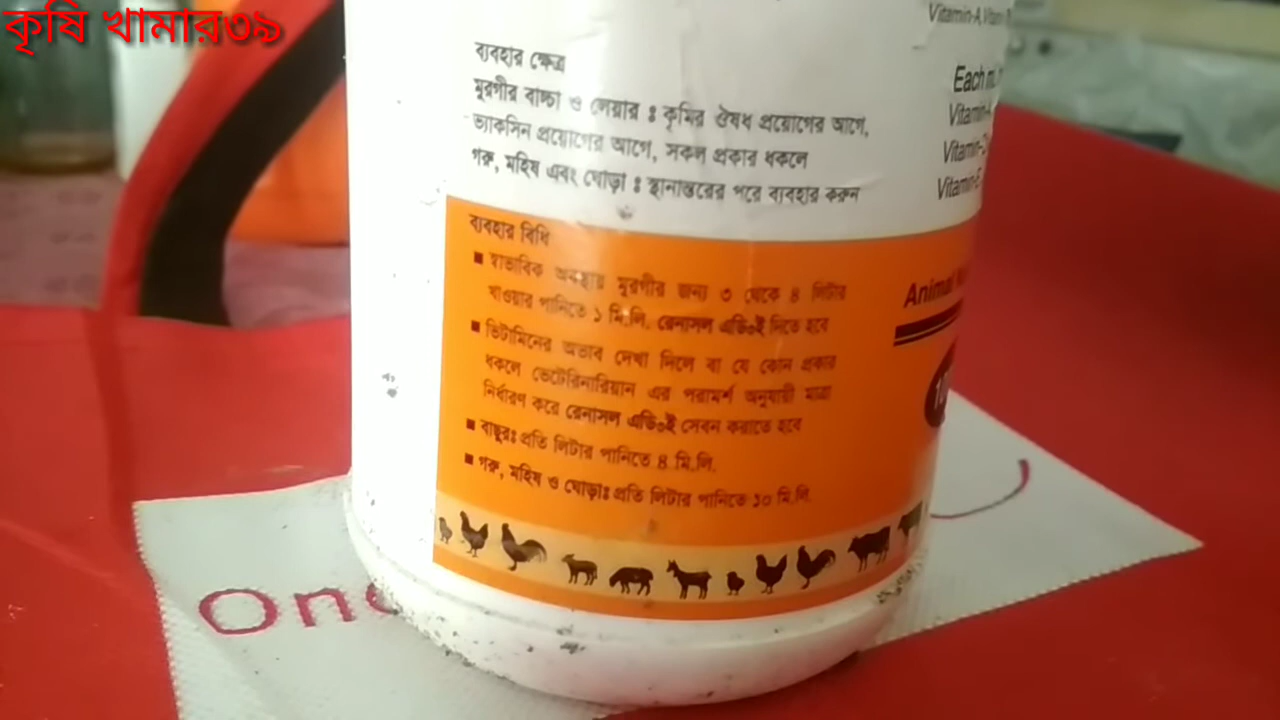 কৃষি খামার৩৯
Vitamin-A, Vitam
ব্যবহার ক্ষেত্র
মুরগীর বাচ্চা ও লেয়ার ঃ কৃমির ঔষধ প্রয়োগের আগে,
ভ্যাকসিন প্রয়োগের আগে, সকল প্রকার ধকলে
গরু, মহিষ এবং ঘোড়া ঃ স্থানান্তরের পরে ব্যবহার করুন
Each mL
Vitamin-A
Vitamin-D
Vitamin-E
ব্যবহার বিধি
■ স্বাভাবিক অবস্থায় মুরগীর জন্য ৩ থেকে ৪ লিটার
খাওয়ার পানিতে ১ মি.লি. রেনাসল এডি৩ই দিতে হবে
■ ভিটামিনের অভাব দেখা দিলে বা যে কোন প্রকার
ধকলে ভেটেরিনারিয়ান এর পরামর্শ অনুযায়ী মাত্রা
নির্ধারণ করে রেনাসল এডি৩ই সেবন করাতে হবে
■ বাছুরঃ প্রতি লিটার পানিতে ৪ মি.লি.
■ গরু, মহিষ ও ঘোড়াঃ প্রতি লিটার পানিতে ১০ মি.লি.
Animal
One